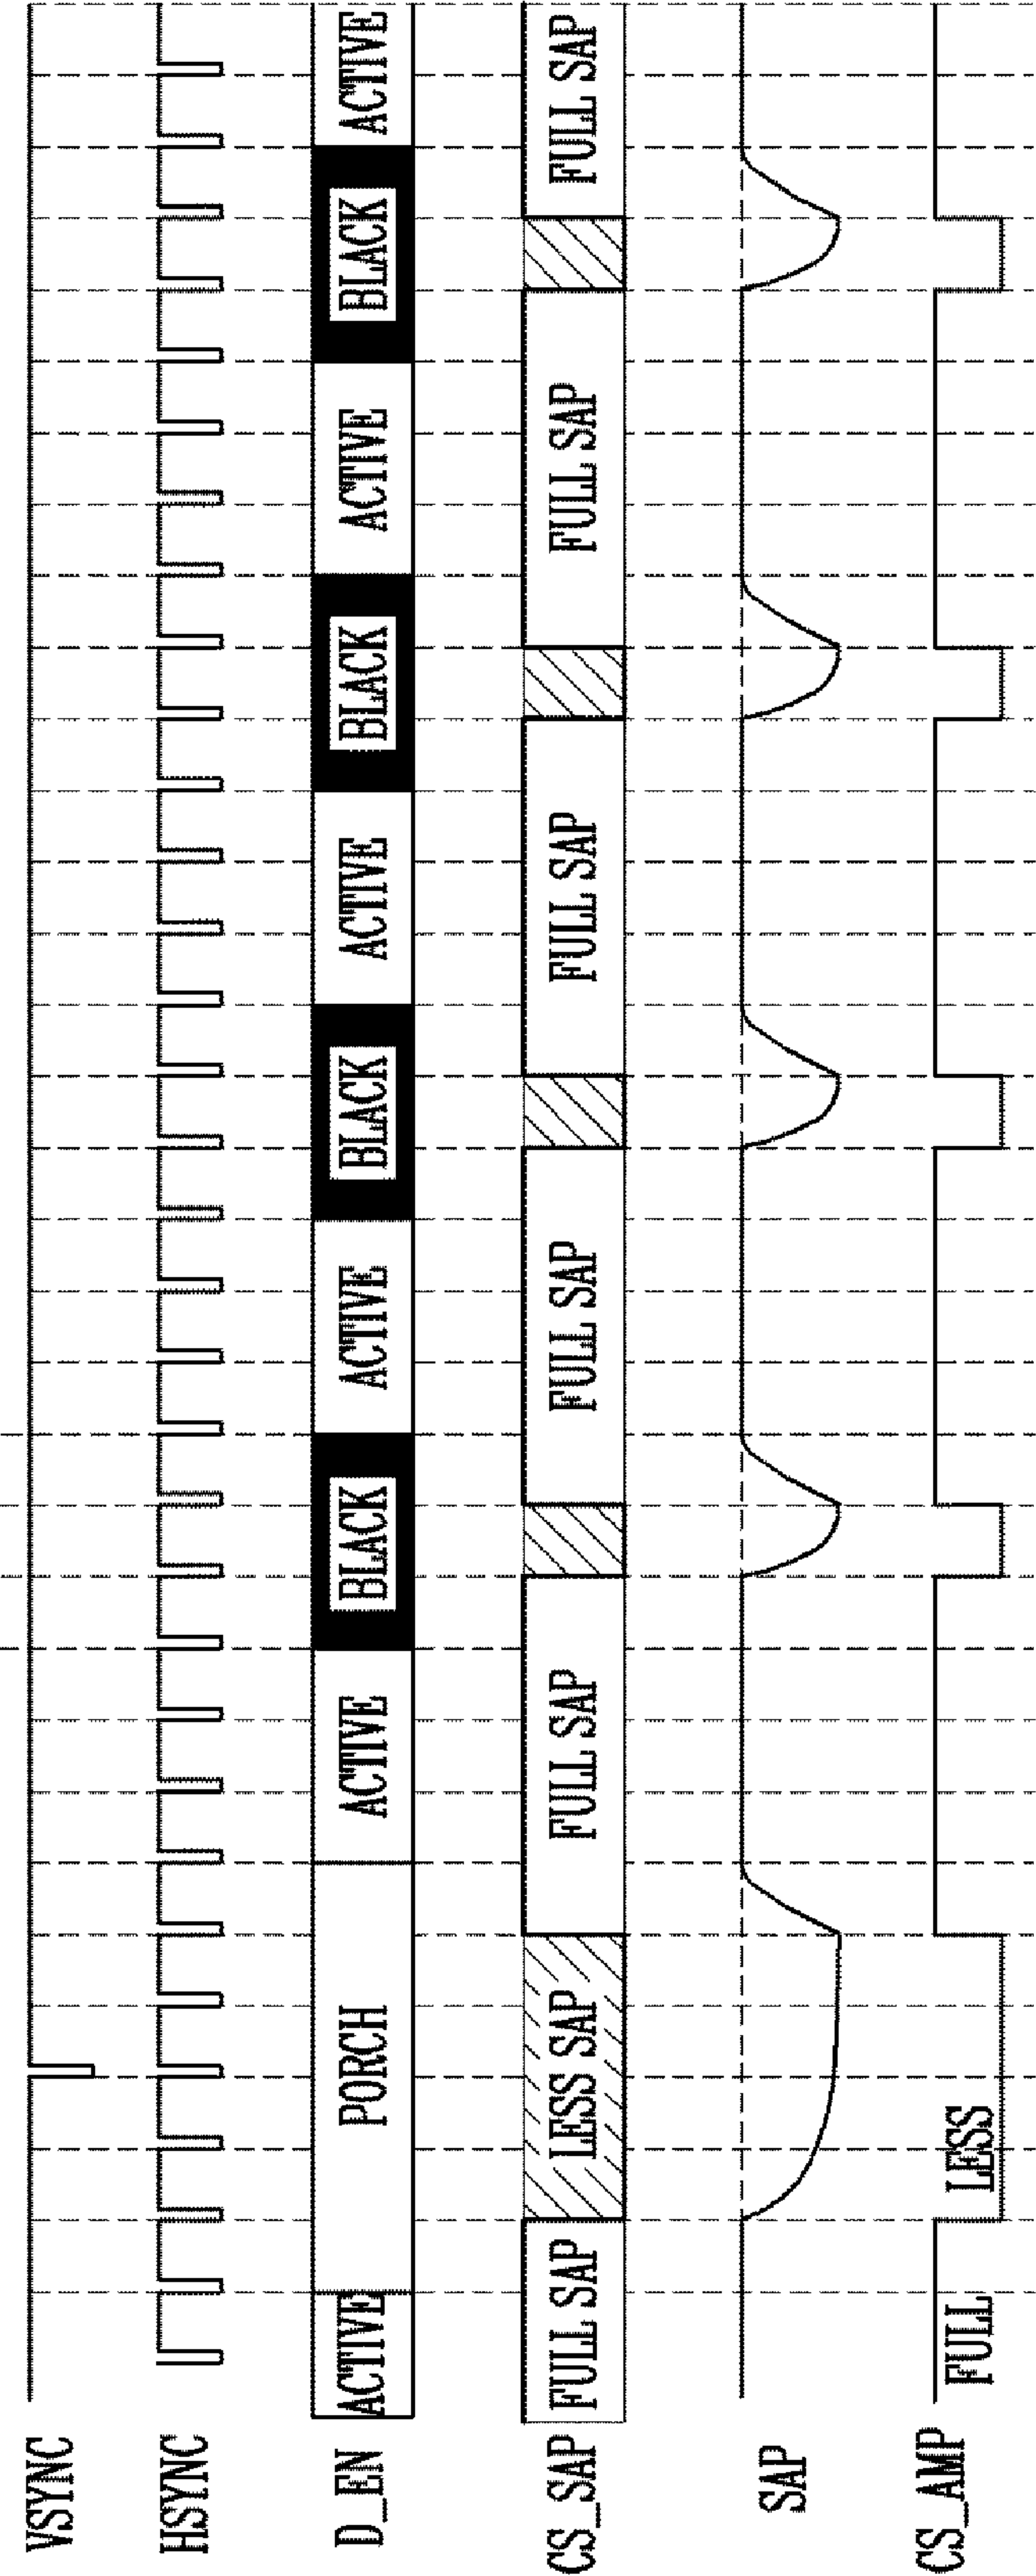 VSYNC
HSYNC
D_EN ACTIVE PORCH ACTIVE BLACK ACTIVE BLACK ACTIVE BLACK ACTIVE BLACK ACTIVE
CS_SAP FULL SAP LESS SAP FULL SAP FULL SAP FULL SAP FULL SAP FULL SAP
SAP
CS_AMP FULL LESS